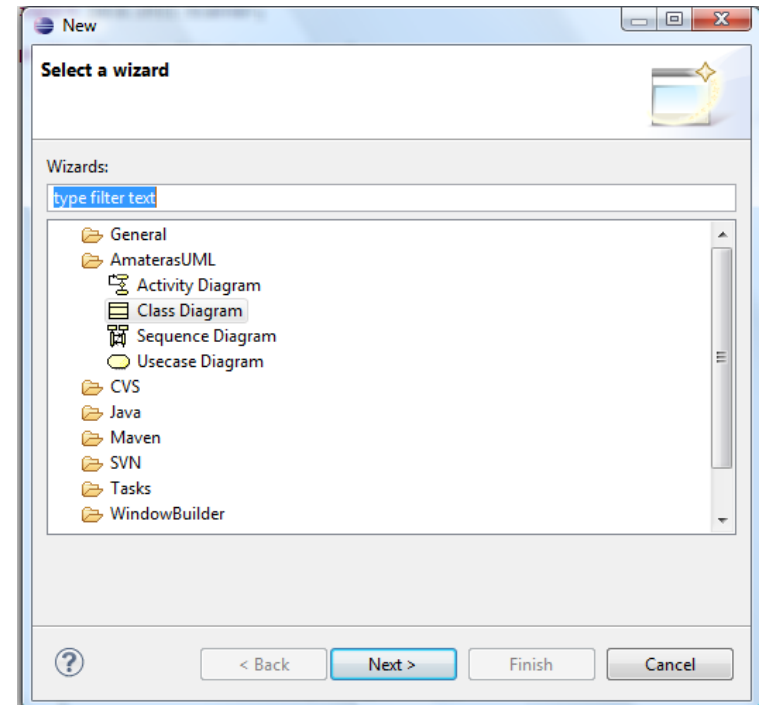 New
Select a wizard
Wizards:
type filter text
General
AmaterasUML
Activity Diagram
Class Diagram
Sequence Diagram
Usecase Diagram
CVS
Java
Maven
SVN
Tasks
WindowBuilder
? < Back Next > Finish Cancel